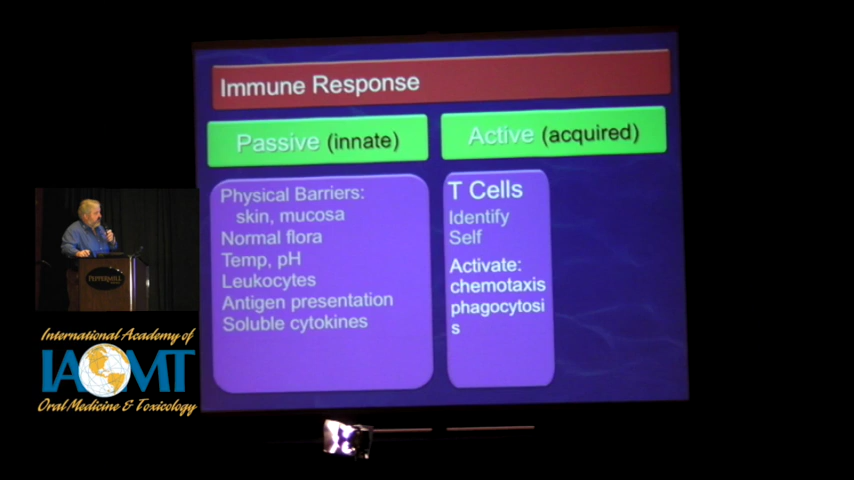 Immune Response
Passive (innate)
Active (acquired)
Physical Barriers:
skin, mucosa
Normal flora
Temp, pH
Leukocytes
Antigen presentation
Soluble cytokines
T Cells
Identify
Self
Activate:
chemotaxis
phagocytosi
s
PEPPERMILL
International Academy of
IAOMT
Oral Medicine & Toxicology